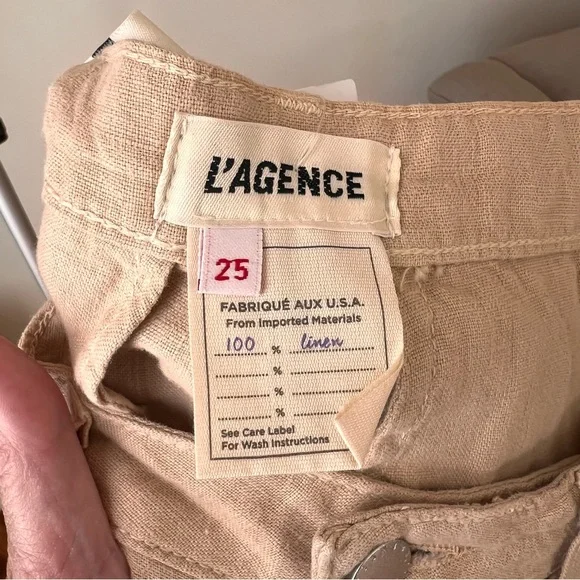 L'AGENCE
25
FABRIQUÉ AUX U.S.A.
From Imported Materials
100 % linen
%
%
%
See Care Label
For Wash Instructions